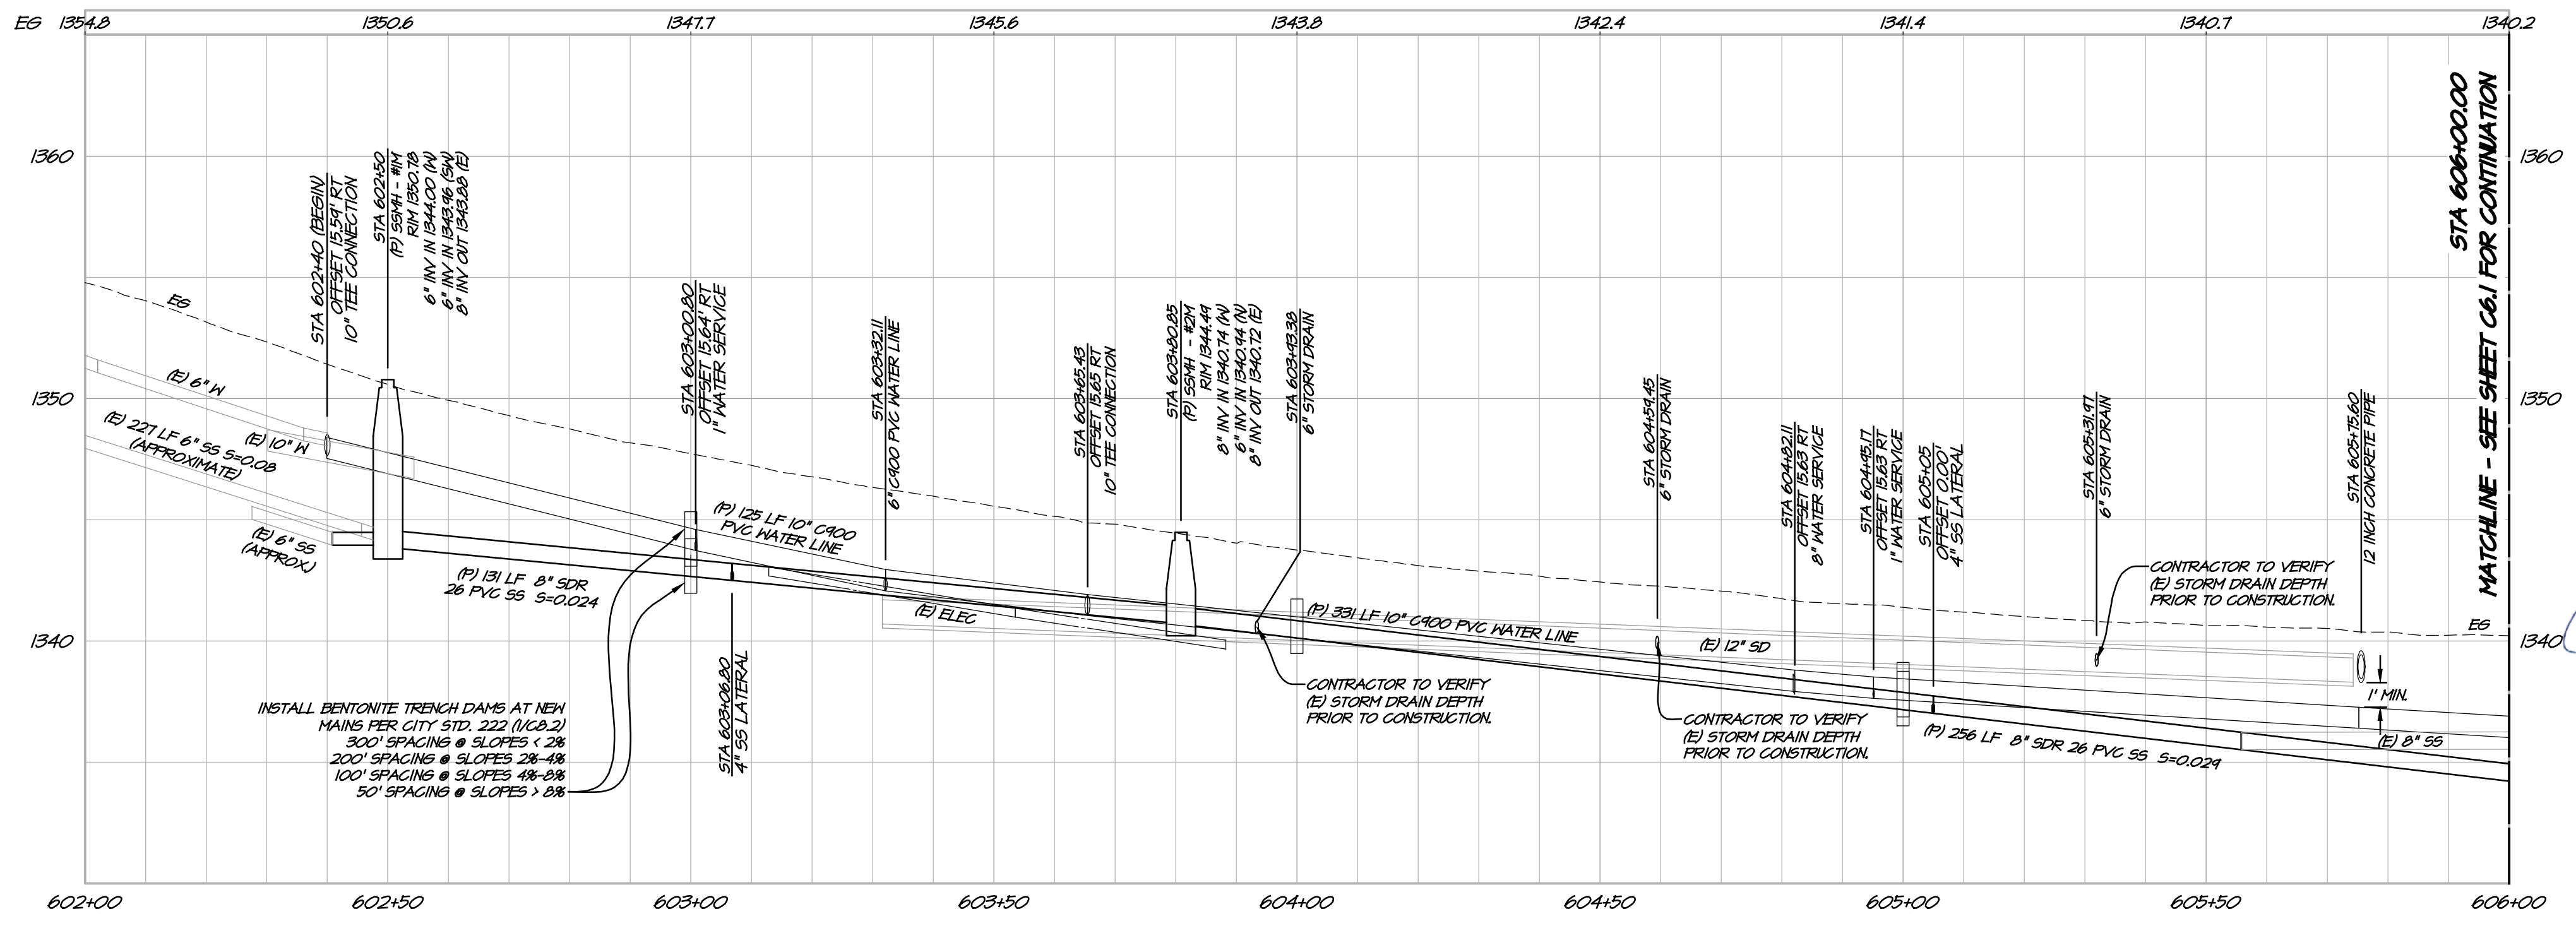 EG 1354.8 1350.6 1347.7 1345.6 1343.8 1342.4 1341.4 1340.7 1340.2
1360
1350
1340
1360
1350
1340
STA 602+40 (BEGIN)
OFFSET 15.59' RT
10" TEE CONNECTION
STA 602+50
(P) SSMH - #1M
RIM 1350.78
6" INV IN 1344.00 (W)
6" INV IN 1343.96 (SW)
8" INV OUT 1343.88 (E)
STA 603+00.80
OFFSET 15.64' RT
1" WATER SERVICE
STA 603+32.11
6" C900 PVC WATER LINE
STA 603+65.43
OFFSET 15.65 RT
10" TEE CONNECTION
STA 603+80.85
(P) SSMH - #2M
RIM 1344.49
8" INV IN 1340.74 (W)
6" INV IN 1340.94 (N)
8" INV OUT 1340.72 (E)
STA 603+93.38
6" STORM DRAIN
STA 604+59.45
6" STORM DRAIN
STA 604+82.11
OFFSET 15.63 RT
8" WATER SERVICE
STA 604+95.17
OFFSET 15.63 RT
1" WATER SERVICE
STA 605+05
OFFSET 0.00'
4" SS LATERAL
STA 605+31.97
6" STORM DRAIN
STA 605+75.60
12 INCH CONCRETE PIPE
STA 606+00.00
MATCHLINE - SEE SHEET C6.1 FOR CONTINUATION
EG
(E) 6" W
(E) 10" W
(E) 227 LF 6" SS S=0.08
(APPROXIMATE)
(E) 6" SS
(APPROX.)
(P) 131 LF 8" SDR
26 PVC SS S=0.024
(P) 125 LF 10" C900
PVC WATER LINE
(E) ELEC
STA 603+06.80
4" SS LATERAL
INSTALL BENTONITE TRENCH DAMS AT NEW
MAINS PER CITY STD. 222 (1/C8.2)
300' SPACING @ SLOPES < 2%
200' SPACING @ SLOPES 2%-4%
100' SPACING @ SLOPES 4%-8%
50' SPACING @ SLOPES > 8%
(P) 331 LF 10" C900 PVC WATER LINE
(E) 12" SD
CONTRACTOR TO VERIFY
(E) STORM DRAIN DEPTH
PRIOR TO CONSTRUCTION.
CONTRACTOR TO VERIFY
(E) STORM DRAIN DEPTH
PRIOR TO CONSTRUCTION.
CONTRACTOR TO VERIFY
(E) STORM DRAIN DEPTH
PRIOR TO CONSTRUCTION.
EG
1' MIN.
(E) 8" SS
(P) 256 LF 8" SDR 26 PVC SS S=0.029
602+00 602+50 603+00 603+50 604+00 604+50 605+00 605+50 606+00